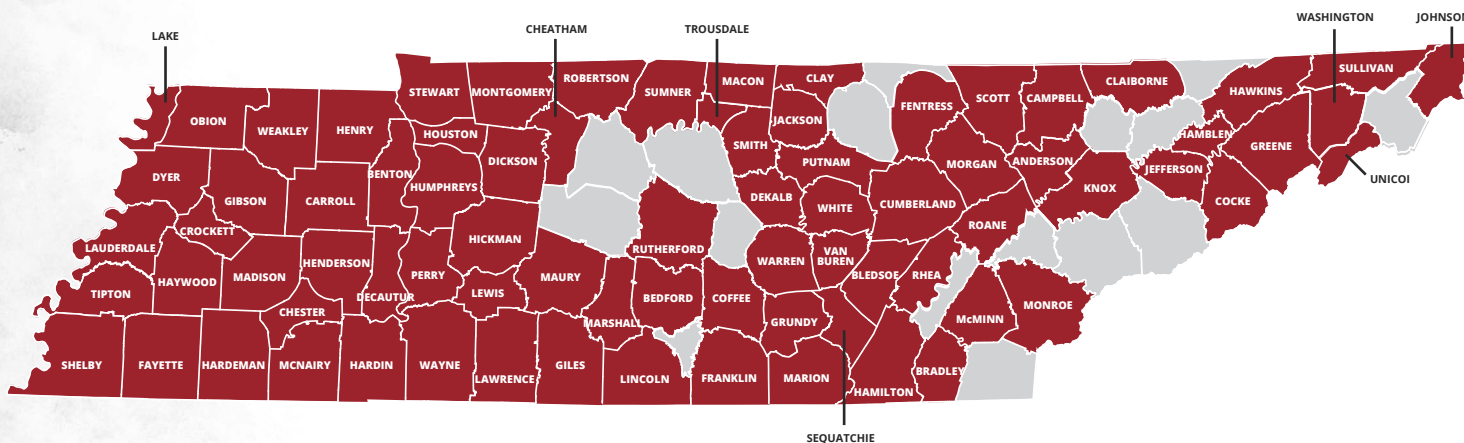 WASHINGTON
JOHNSON
CHEATHAM
TROUSDALE
LAKE
SULLIVAN
ROBERTSON
MACON
CLAY
CLAIBORNE
STEWART
MONTGOMERY
SUMNER
HAWKINS
SCOTT
CAMPBELL
FENTRESS
OBION
JACKSON
WEAKLEY
HENRY
HOUSTON
HAMBLEN
SMITH
GREENE
DICKSON
PUTNAM
MORGAN
ANDERSON
JEFFERSON
DYER
BENTON
UNICOI
HUMPHREYS
KNOX
GIBSON
CARROLL
DEKALB
WHITE
CUMBERLAND
COCKE
CROCKETT
ROANE
HICKMAN
LAUDERDALE
RUTHERFORD
VAN
BUREN
WARREN
HENDERSON
MADISON
PERRY
MAURY
BLEDSOE
RHEA
HAYWOOD
TIPTON
DECAUTUR
LEWIS
BEDFORD
COFFEE
MONROE
CHESTER
MARSHALL
GRUNDY
McMINN
SHELBY
FAYETTE
HARDEMAN
MCNAIRY
HARDIN
WAYNE
LAWRENCE
GILES
LINCOLN
FRANKLIN
MARION
BRADLEY
HAMILTON
SEQUATCHIE